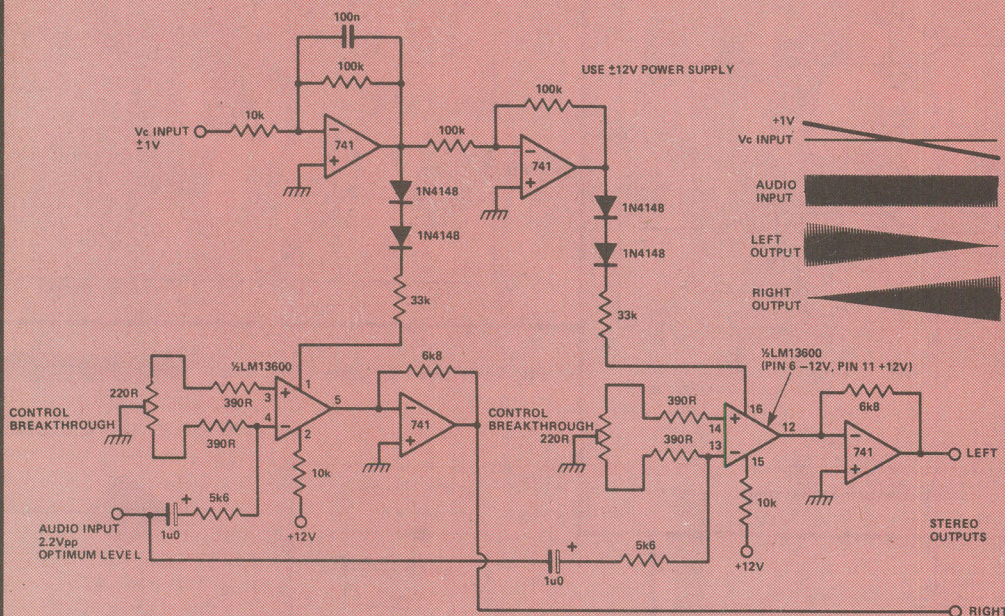 100n
100k
USE ±12V POWER SUPPLY
10k
Vc INPUT
±1V
−
+
741
100k
100k
−
+
741
1N4148
1N4148
1N4148
1N4148
33k
33k
+1V
Vc INPUT
AUDIO
INPUT
LEFT
OUTPUT
RIGHT
OUTPUT
CONTROL
BREAKTHROUGH
220R
390R
390R
½LM13600
1
3
4
2
5
+
−
6k8
−
+
741
10k
+12V
AUDIO INPUT
2.2Vpp
OPTIMUM LEVEL
+
1u0
5k6
CONTROL
BREAKTHROUGH
220R
390R
390R
½LM13600
(PIN 6 −12V, PIN 11 +12V)
16
14
13
15
12
+
−
6k8
−
+
741
LEFT
10k
+12V
+
1u0
5k6
STEREO
OUTPUTS
RIGHT